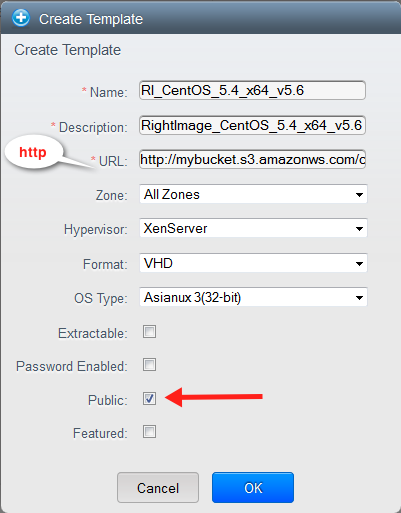 Create Template
Create Template
* Name: RI_CentOS_5.4_x64_v5.6
* Description: RightImage_CentOS_5.4_x64_v5.6
http
* URL: http://mybucket.s3.amazonws.com/c
Zone: All Zones
Hypervisor: XenServer
Format: VHD
OS Type: Asianux 3(32-bit)
Extractable:
Password Enabled:
Public:
Featured:
Cancel OK